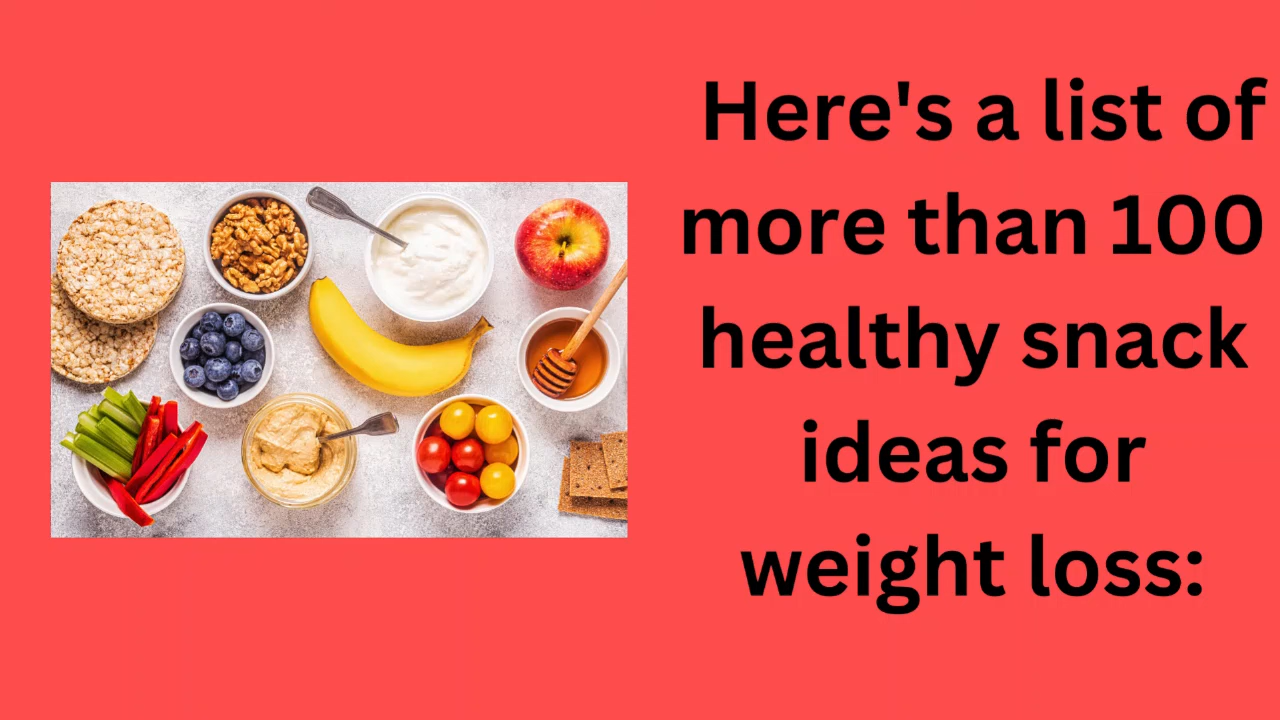 Here's a list of
more than 100
healthy snack
ideas for
weight loss: